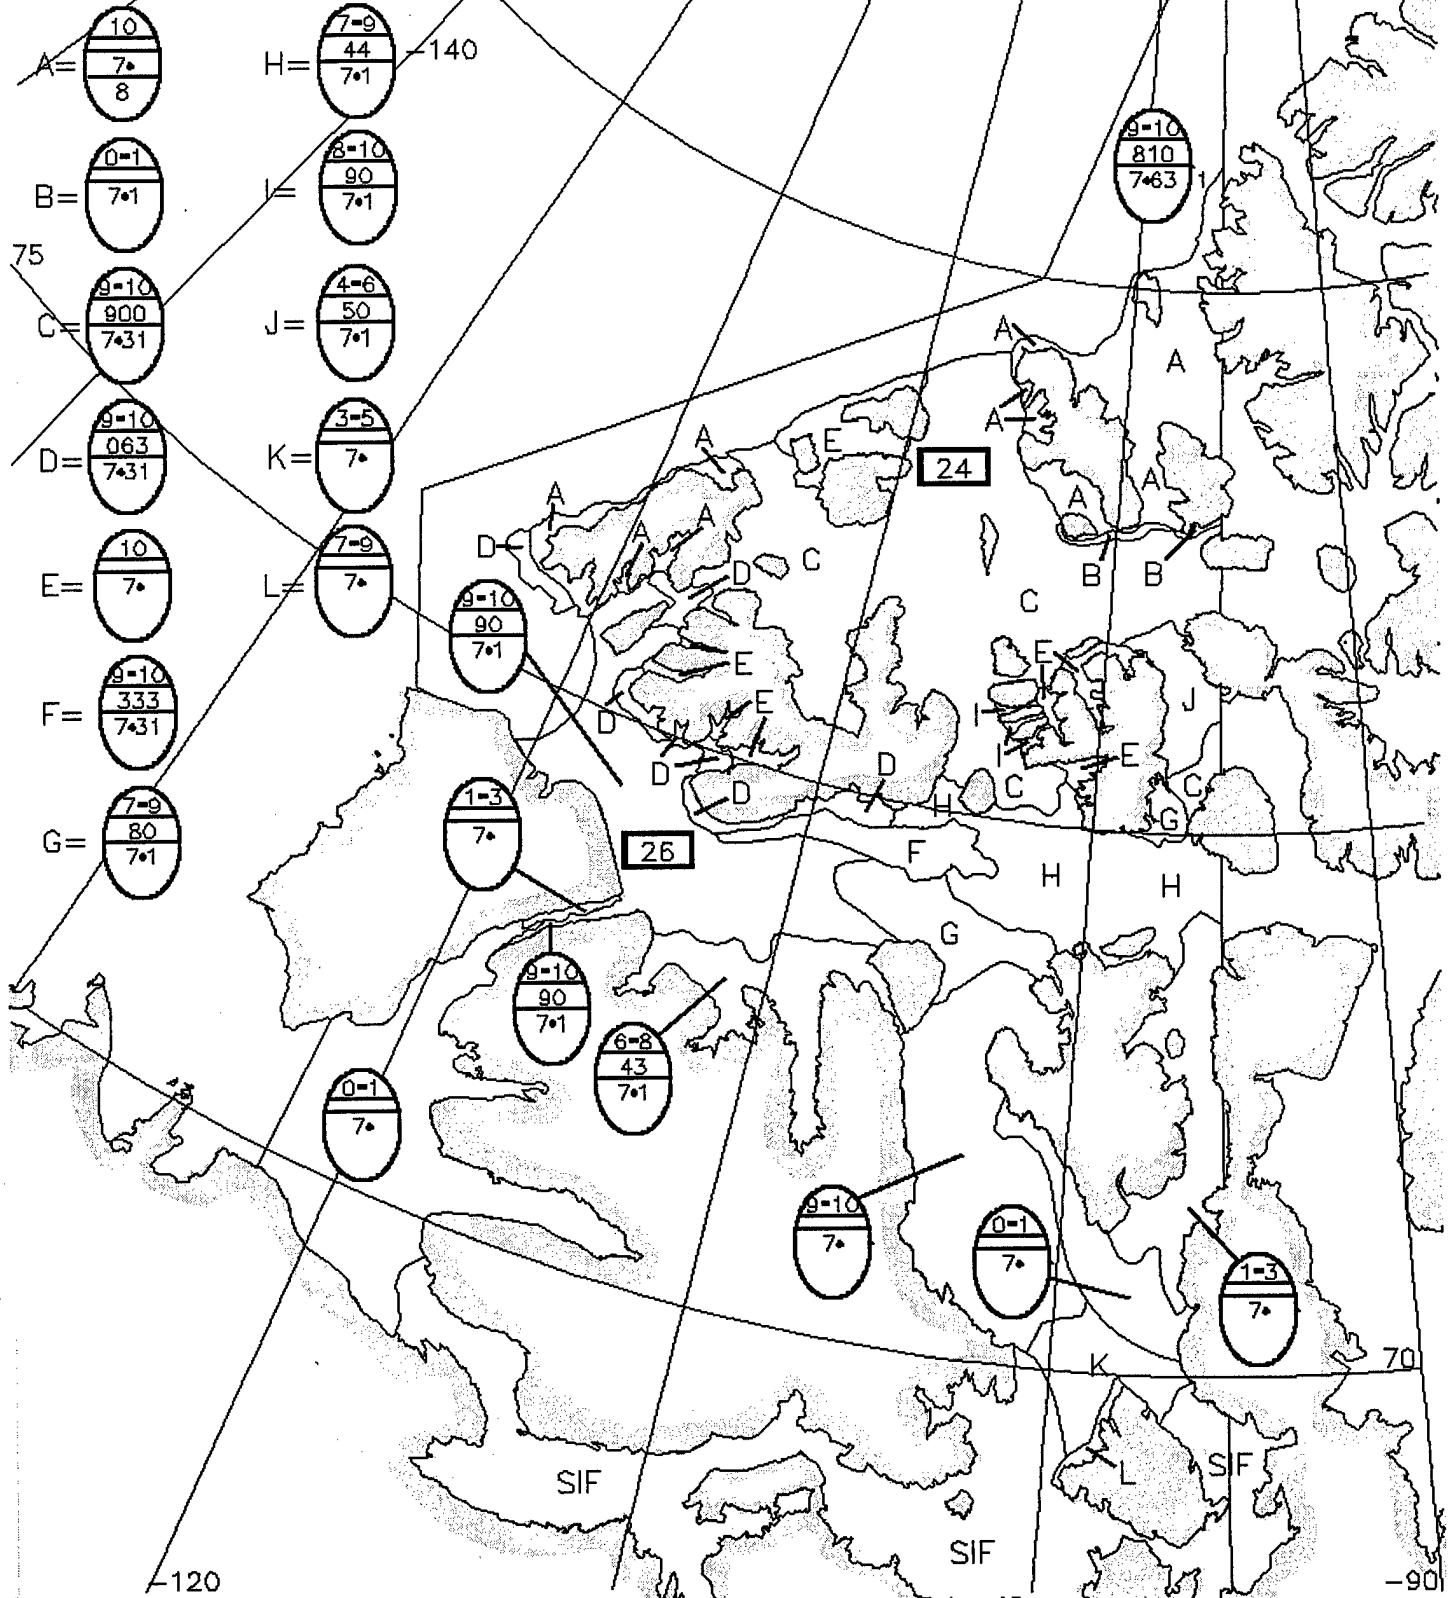 A=
10
7•
8
B=
0-1
7•1
C=
9-10
900
7•31
D=
9-10
063
7•31
E=
10
7•
F=
9-10
333
7•31
G=
7-9
80
7•1
H=
7-9
44
7•1
I=
8-10
90
7•1
J=
4-6
50
7•1
K=
3-5
7•
L=
7-9
7•
-140
75
9-10
810
7•63
1
A
A
A
A
E
24
A
A
A
A
A
D
C
D
B
B
C
9-10
90
7•1
E
E
D
E
I
J
I
E
D
D
D
C
C
H
G
1-3
7•
26
F
H
H
G
9-10
90
7•1
6-8
43
7•1
0-1
7•
9-10
7•
0-1
7•
1-3
7•
K
70
SIF
L
SIF
SIF
-120
-90